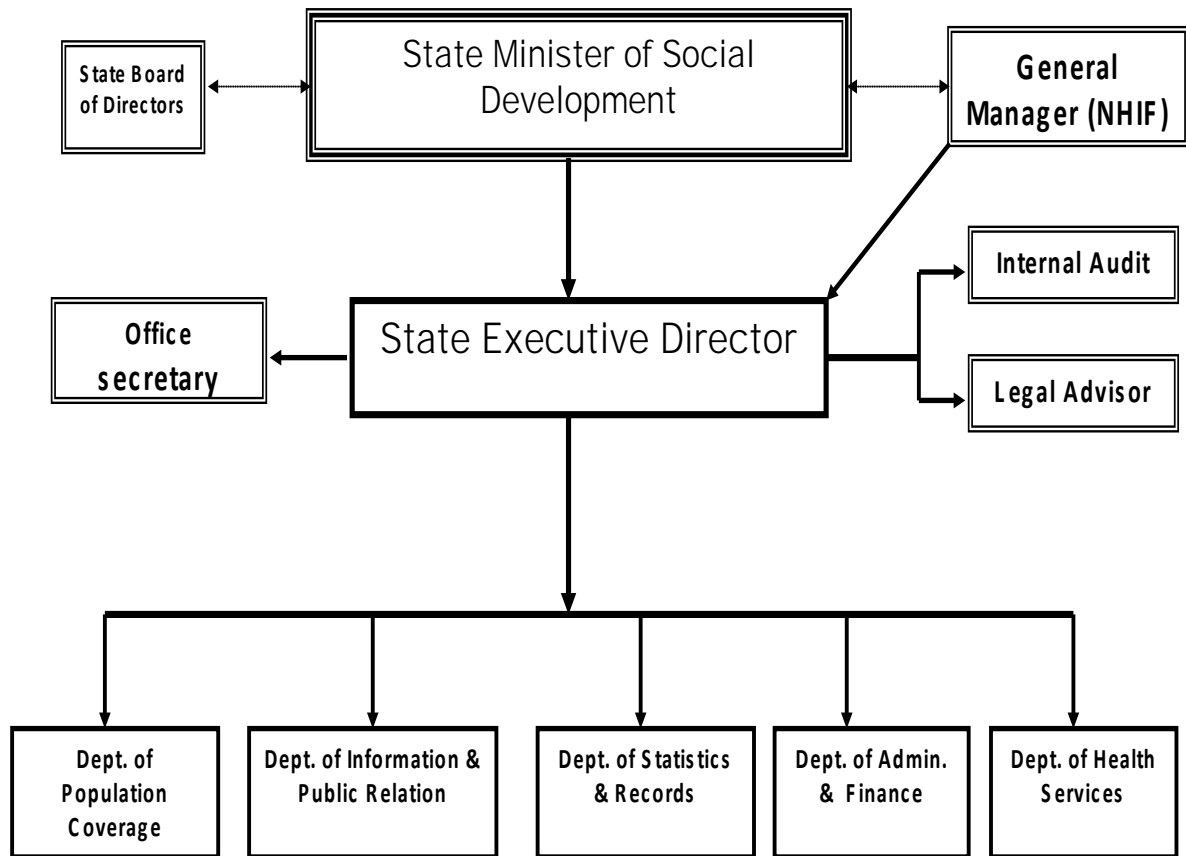 State Board
of Directors
State Minister of Social
Development
General
Manager (NHIF)
Internal Audit
Office
secretary
State Executive Director
Legal Advisor
Dept. of
Population
Coverage
Dept. of Information &
Public Relation
Dept. of Statistics
& Records
Dept. of Admin.
& Finance
Dept. of Health
Services